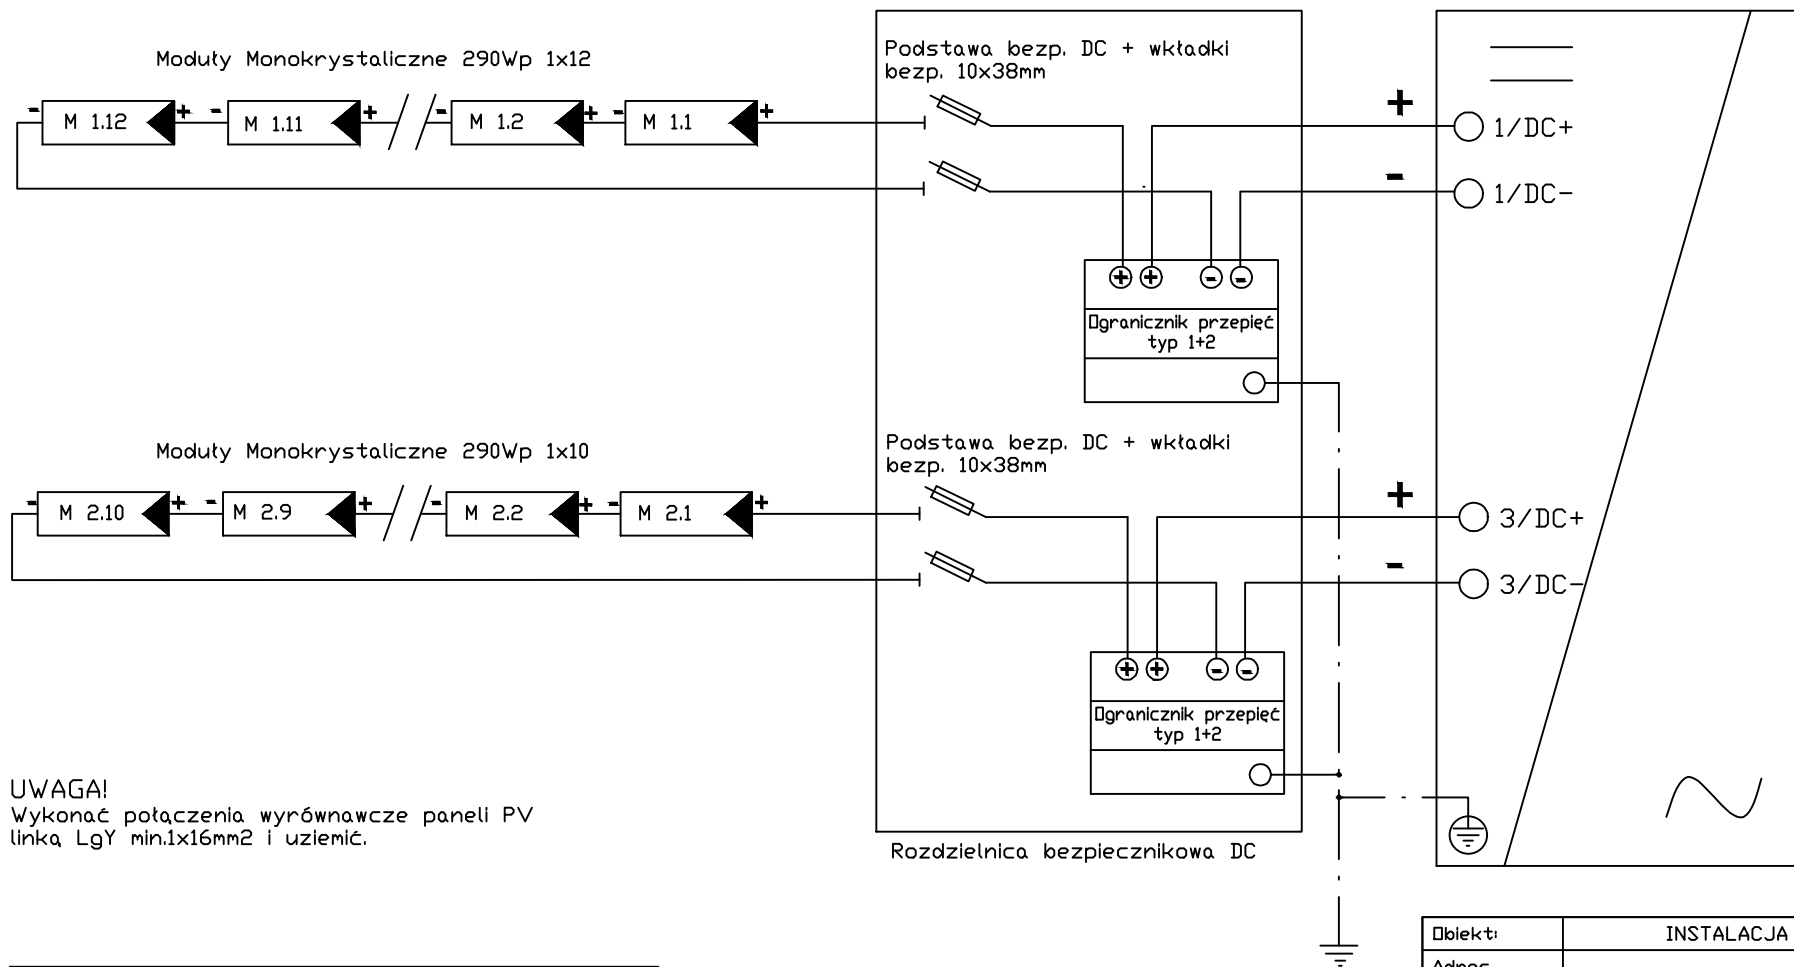 Moduły Monokrystaliczne 290Wp 1x12
- M 1.12 + - M 1.11 + - M 1.2 + - M 1.1 +
Podstawa bezp. DC + wkładki
bezp. 10x38mm
+ 1/DC+
- 1/DC-
+ + - -
Ogranicznik przepięć
typ 1+2
Moduły Monokrystaliczne 290Wp 1x10
- M 2.10 + - M 2.9 + - M 2.2 + - M 2.1 +
Podstawa bezp. DC + wkładki
bezp. 10x38mm
+ 3/DC+
- 3/DC-
+ + - -
Ogranicznik przepięć
typ 1+2
UWAGA!
Wykonać połączenia wyrównawcze paneli PV
linką LgY min.1x16mm2 i uziemić.
Rozdzielnica bezpiecznikowa DC
Obiekt: INSTALACJA